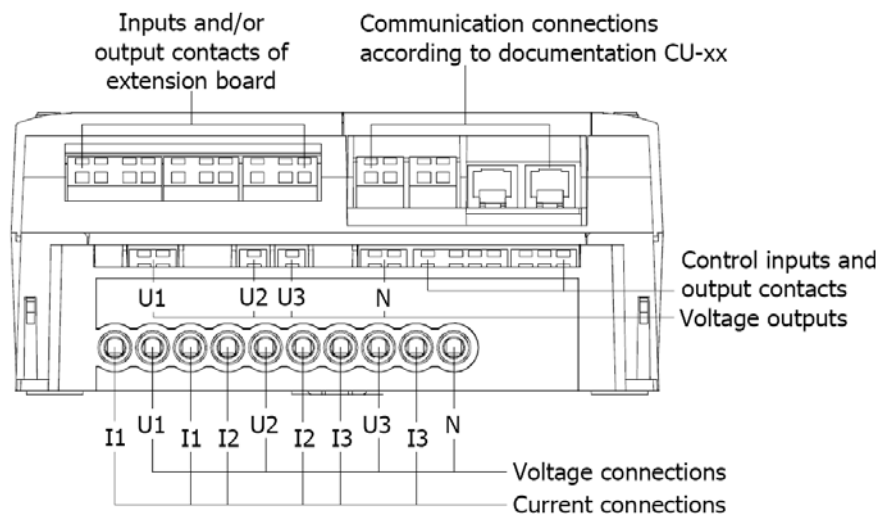 Inputs and/or
output contacts of
extension board
Communication connections
according to documentation CU-xx
Control inputs and
output contacts
U1 U2 U3 N
Voltage outputs
I1 U1 I1 I2 U2 I2 I3 U3 I3 N
Voltage connections
Current connections